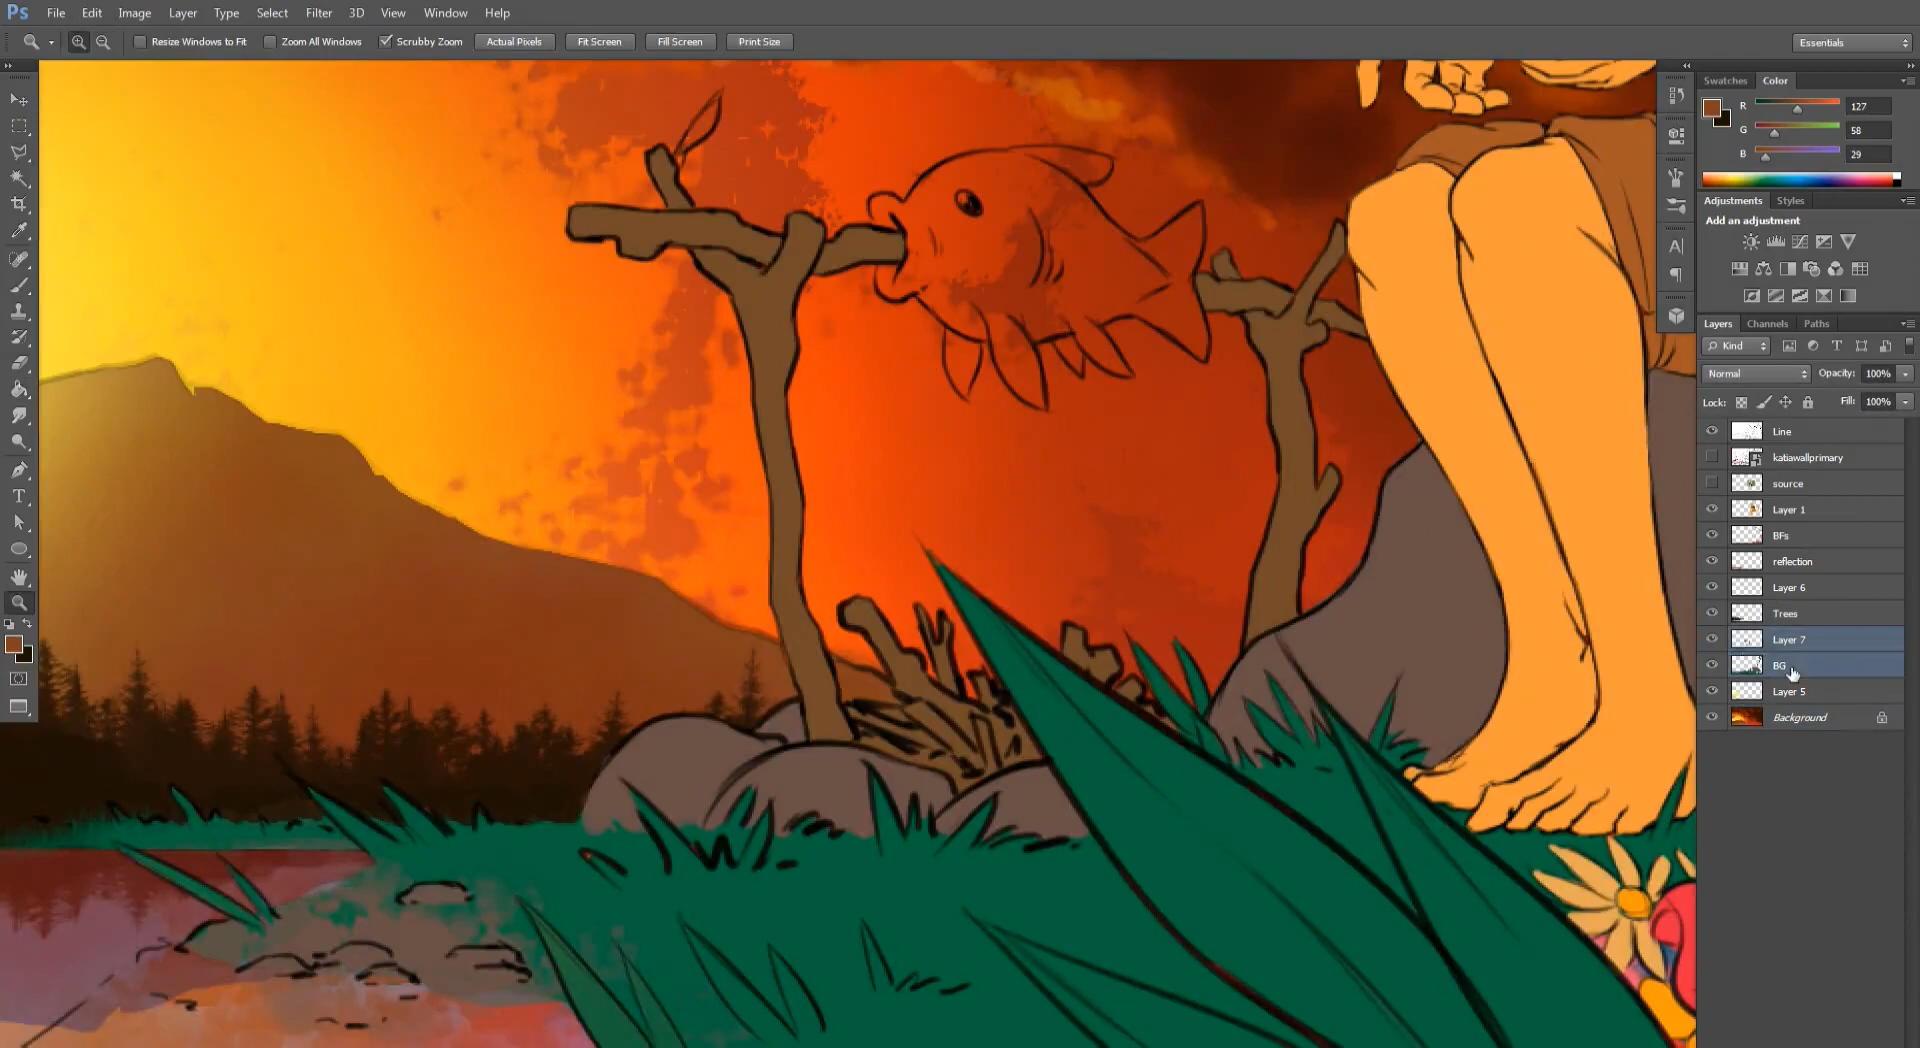 Ps File Edit Image Layer Type Select Filter 3D View Window Help
Resize Windows to Fit Zoom All Windows Scrubby Zoom Actual Pixels Fit Screen Fill Screen Print Size Essentials
Swatches Color
R 127
G 58
B 29
Adjustments Styles
Add an adjustment
Layers Channels Paths
Kind
Normal Opacity: 100%
Lock: Fill: 100%
Line
katiawallprimary
source
Layer 1
BFs
reflection
Layer 6
Trees
Layer 7
BG
Layer 5
Background